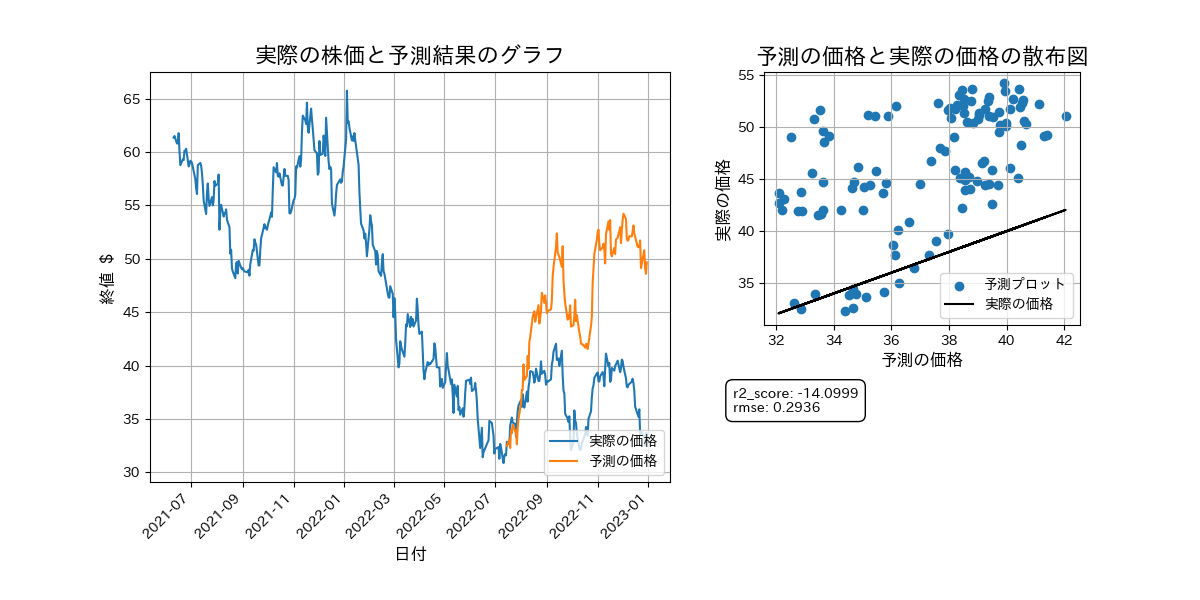 実際の株価と予測結果のグラフ
終値 $
65
60
55
50
45
40
35
30
2021-07
2021-09
2021-11
2022-01
2022-03
2022-05
2022-07
2022-09
2022-11
2023-01
日付
実際の価格
予測の価格
予測の価格と実際の価格の散布図
実際の価格
55
50
45
40
35
32
34
36
38
40
42
予測の価格
予測プロット
実際の価格
r2_score: -14.0999
rmse: 0.2936